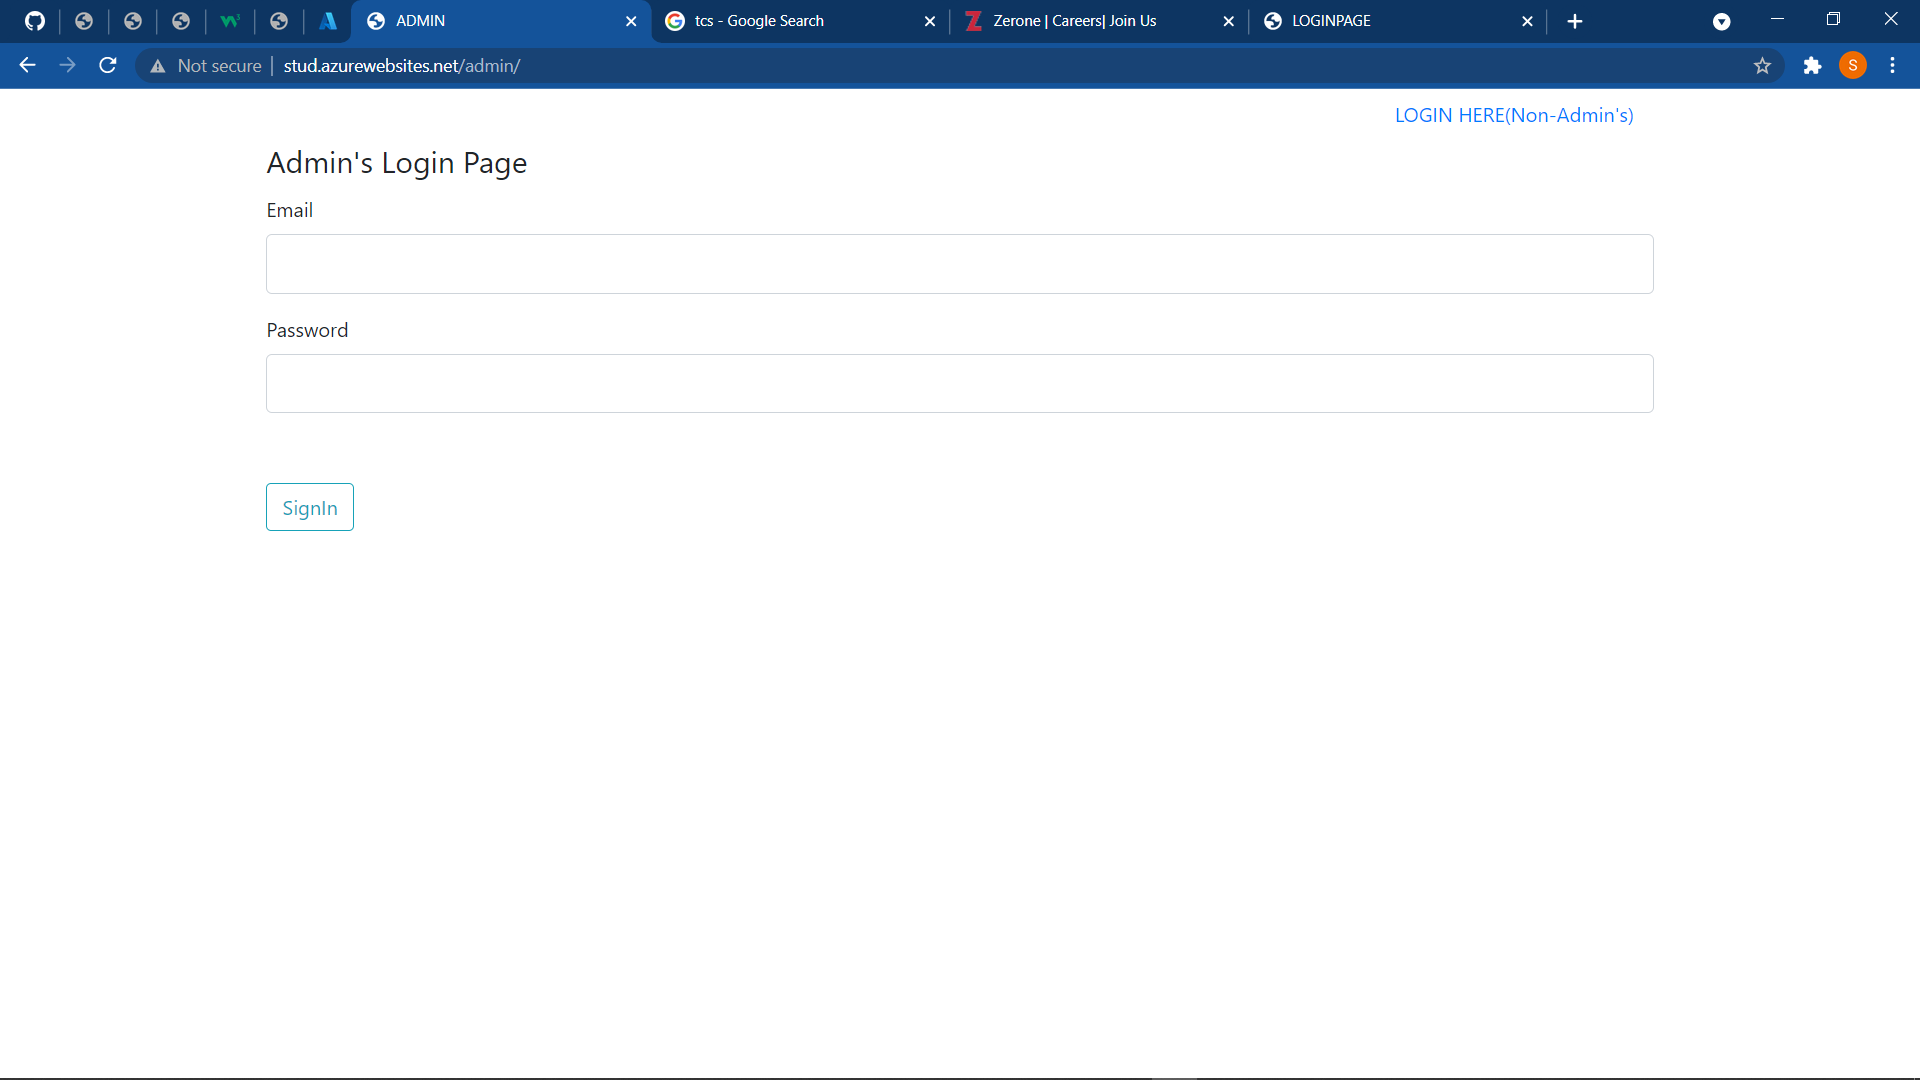 ADMIN
tcs - Google Search
Zerone | Careers| Join Us
LOGINPAGE
Not secure
stud.azurewebsites.net/admin/
S
LOGIN HERE(Non-Admin's)
Admin's Login Page
Email
Password
SignIn